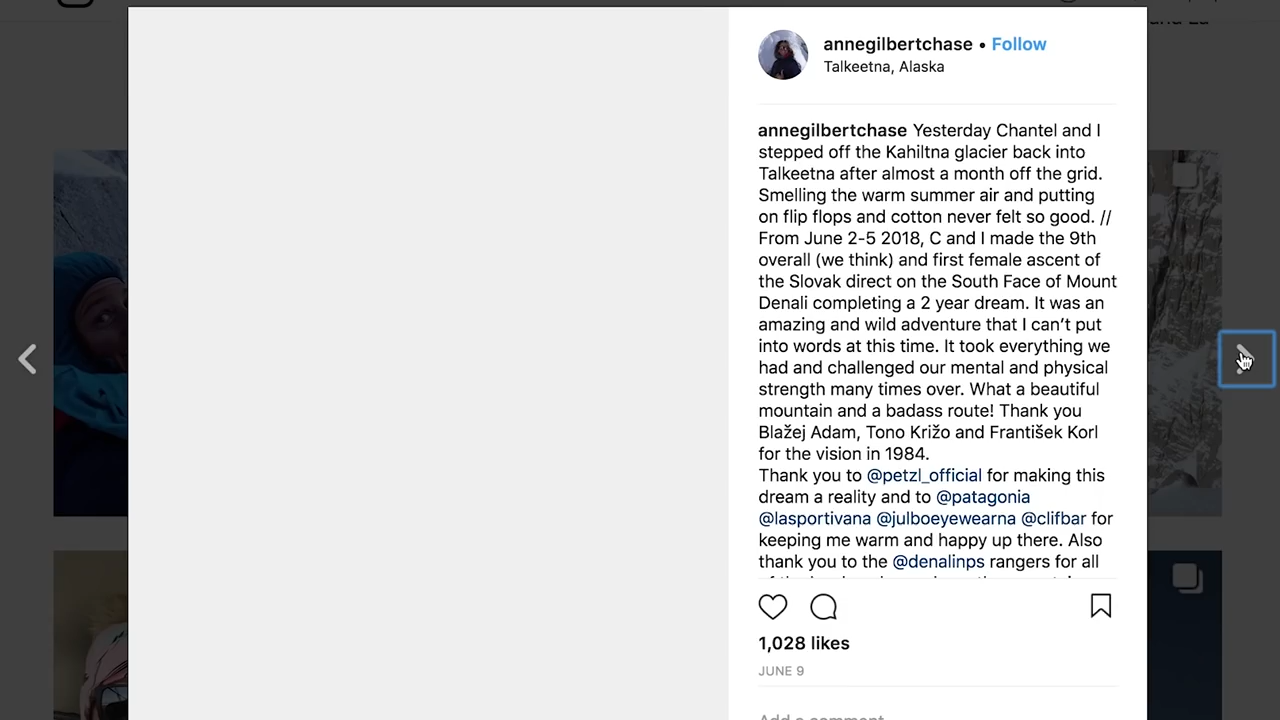 annegilbertchase • Follow
Talkeetna, Alaska
annegilbertchase Yesterday Chantel and I
stepped off the Kahiltna glacier back into
Talkeetna after almost a month off the grid.
Smelling the warm summer air and putting
on flip flops and cotton never felt so good. //
From June 2-5 2018, C and I made the 9th
overall (we think) and first female ascent of
the Slovak direct on the South Face of Mount
Denali completing a 2 year dream. It was an
amazing and wild adventure that I can’t put
into words at this time. It took everything we
had and challenged our mental and physical
strength many times over. What a beautiful
mountain and a badass route! Thank you
Blažej Adam, Tono Križo and František Korl
for the vision in 1984.
Thank you to @petzl_official for making this
dream a reality and to @patagonia
@lasportivana @julboeyewearna @clifbar for
keeping me warm and happy up there. Also
thank you to the @denalinps rangers for all
1,028 likes
JUNE 9
Add a comment